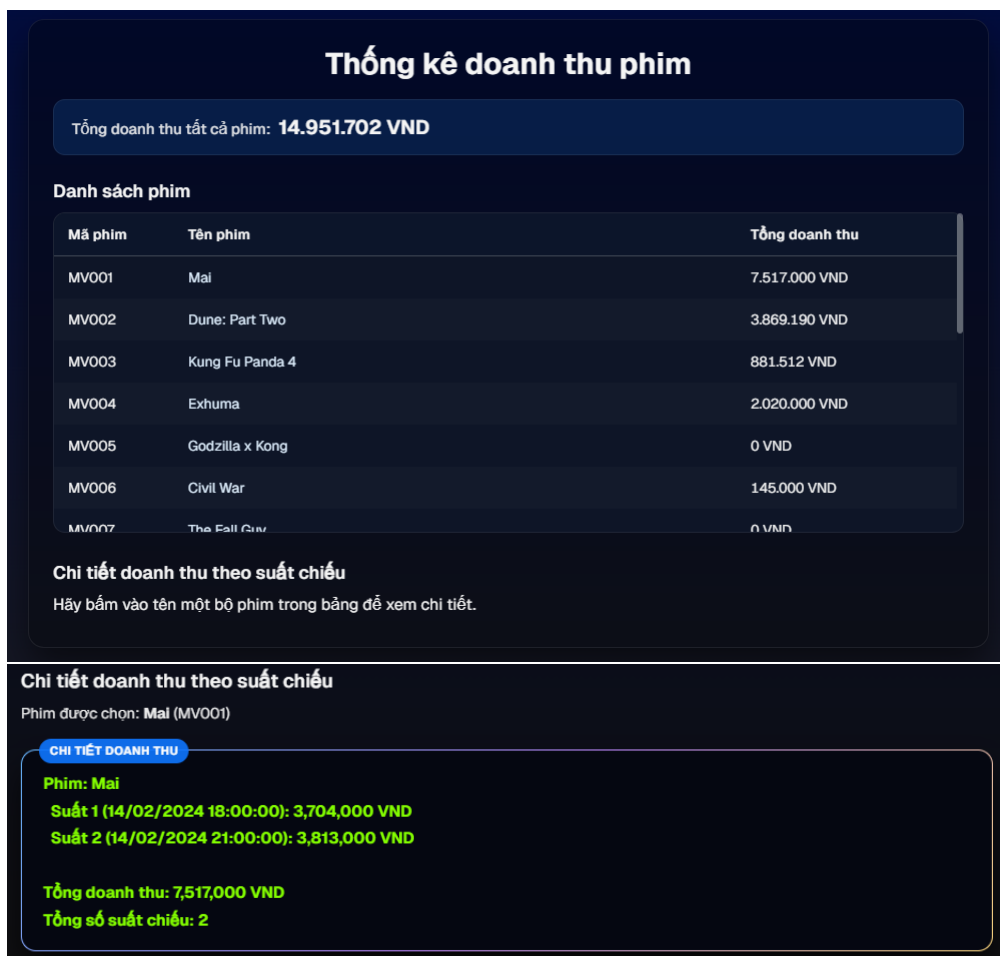 Thống kê doanh thu phim
Tổng doanh thu tất cả phim: 14.951.702 VND
Danh sách phim
Mã phim Tên phim Tổng doanh thu
MV001 Mai 7.517.000 VND
MV002 Dune: Part Two 3.869.190 VND
MV003 Kung Fu Panda 4 881.512 VND
MV004 Exhuma 2.020.000 VND
MV005 Godzilla x Kong 0 VND
MV006 Civil War 145.000 VND
MV007 The Fall Guy 0 VND
Chi tiết doanh thu theo suất chiếu
Hãy bấm vào tên một bộ phim trong bảng để xem chi tiết.
Chi tiết doanh thu theo suất chiếu
Phim được chọn: Mai (MV001)
CHI TIẾT DOANH THU
Phim: Mai
Suất 1 (14/02/2024 18:00:00): 3,704,000 VND
Suất 2 (14/02/2024 21:00:00): 3,813,000 VND
Tổng doanh thu: 7,517,000 VND
Tổng số suất chiếu: 2